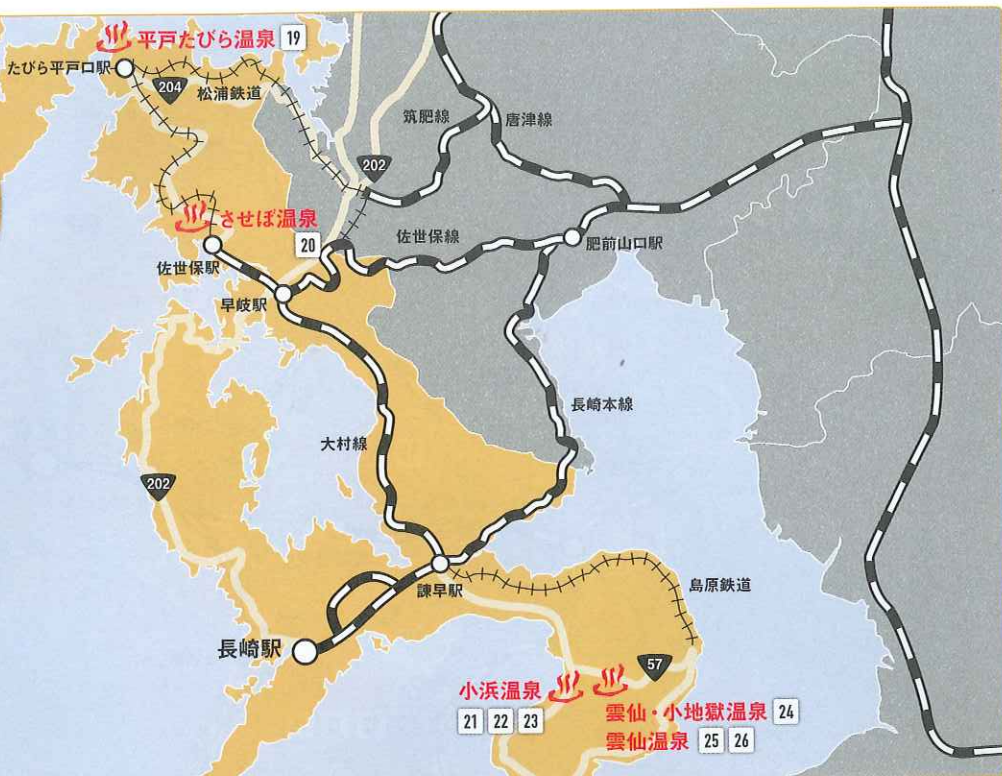 平戸たびら温泉 19
たびら平戸口駅
204
松浦鉄道
筑肥線
唐津線
202
させぼ温泉
20
佐世保線
肥前山口駅
佐世保駅
早岐駅
長崎本線
大村線
202
諫早駅
島原鉄道
長崎駅
57
小浜温泉
21 22 23
雲仙・小地獄温泉 24
雲仙温泉 25 26